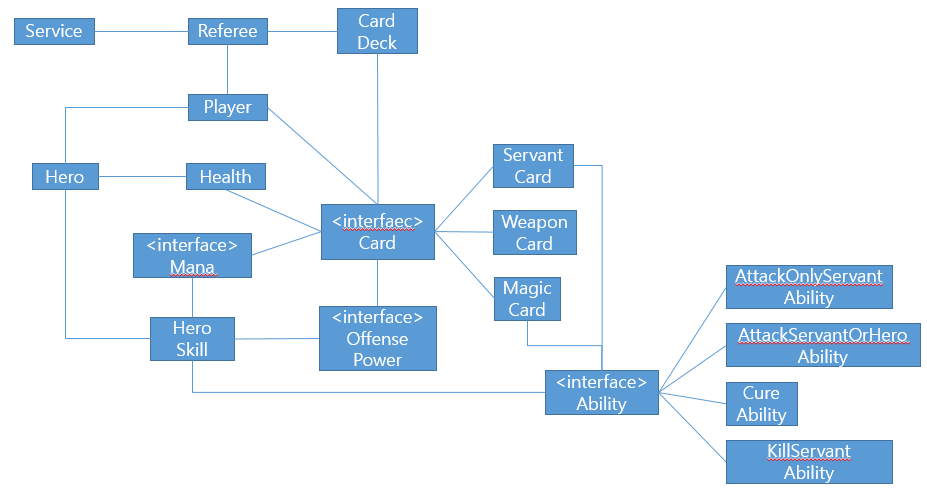 Service
Referee
Card
Deck
Player
Hero
Health
Servant
Card
<interfaec>
Card
Weapon
Card
<interface>
Mana
Magic
Card
Hero
Skill
<interface>
Offense
Power
<interface>
Ability
AttackOnlyServant
Ability
AttackServantOrHero
Ability
Cure
Ability
KillServant
Ability